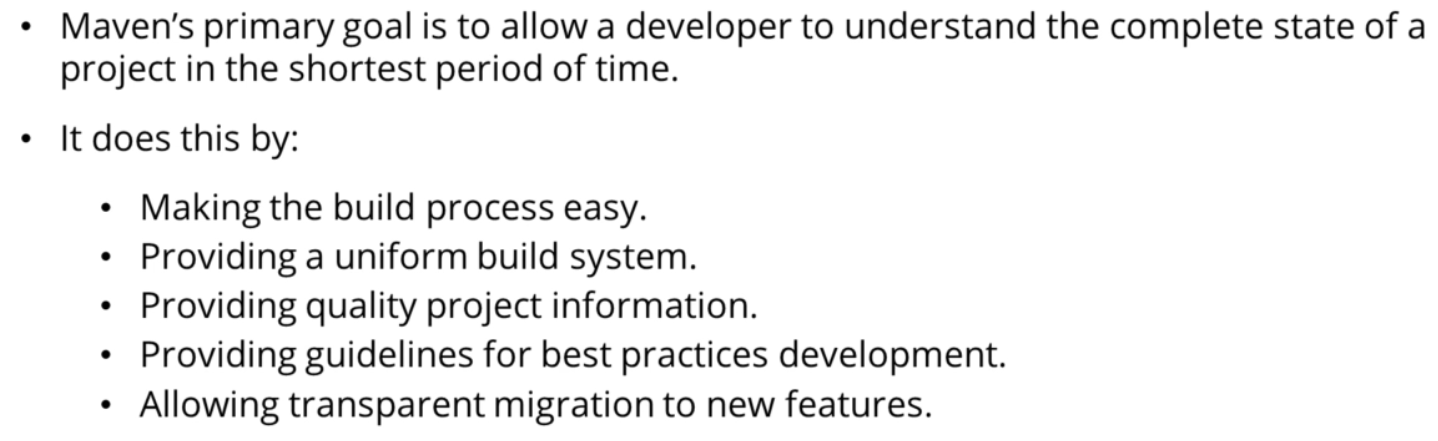 • Maven’s primary goal is to allow a developer to understand the complete state of a
project in the shortest period of time.
• It does this by:
• Making the build process easy.
• Providing a uniform build system.
• Providing quality project information.
• Providing guidelines for best practices development.
• Allowing transparent migration to new features.